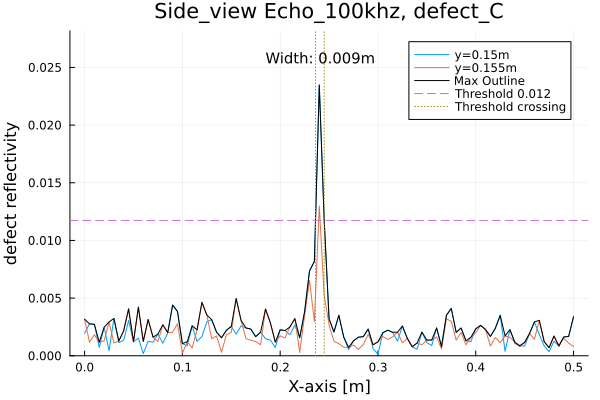 Side_view Echo_100khz, defect_C
Width: 0.009m
y=0.15m
y=0.155m
Max Outline
Threshold 0.012
Threshold crossing
defect reflectivity
0.025
0.020
0.015
0.010
0.005
0.000
0.0 0.1 0.2 0.3 0.4 0.5
X-axis [m]